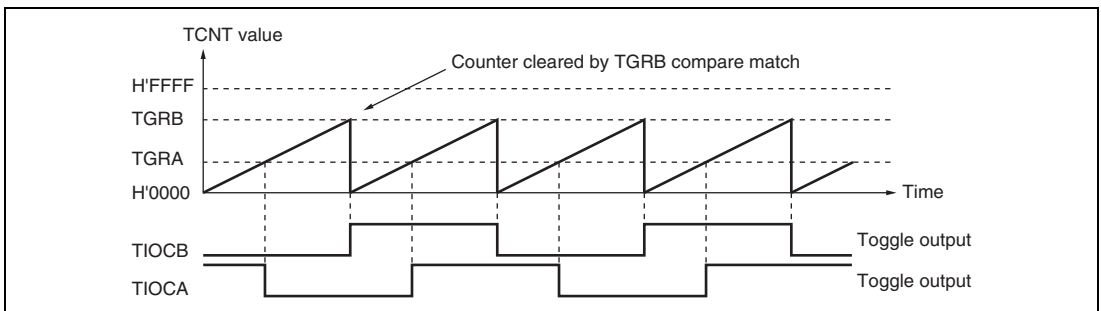 TCNT value
Counter cleared by TGRB compare match
H'FFFF
TGRB
TGRA
H'0000
Time
TIOCB
Toggle output
TIOCA
Toggle output